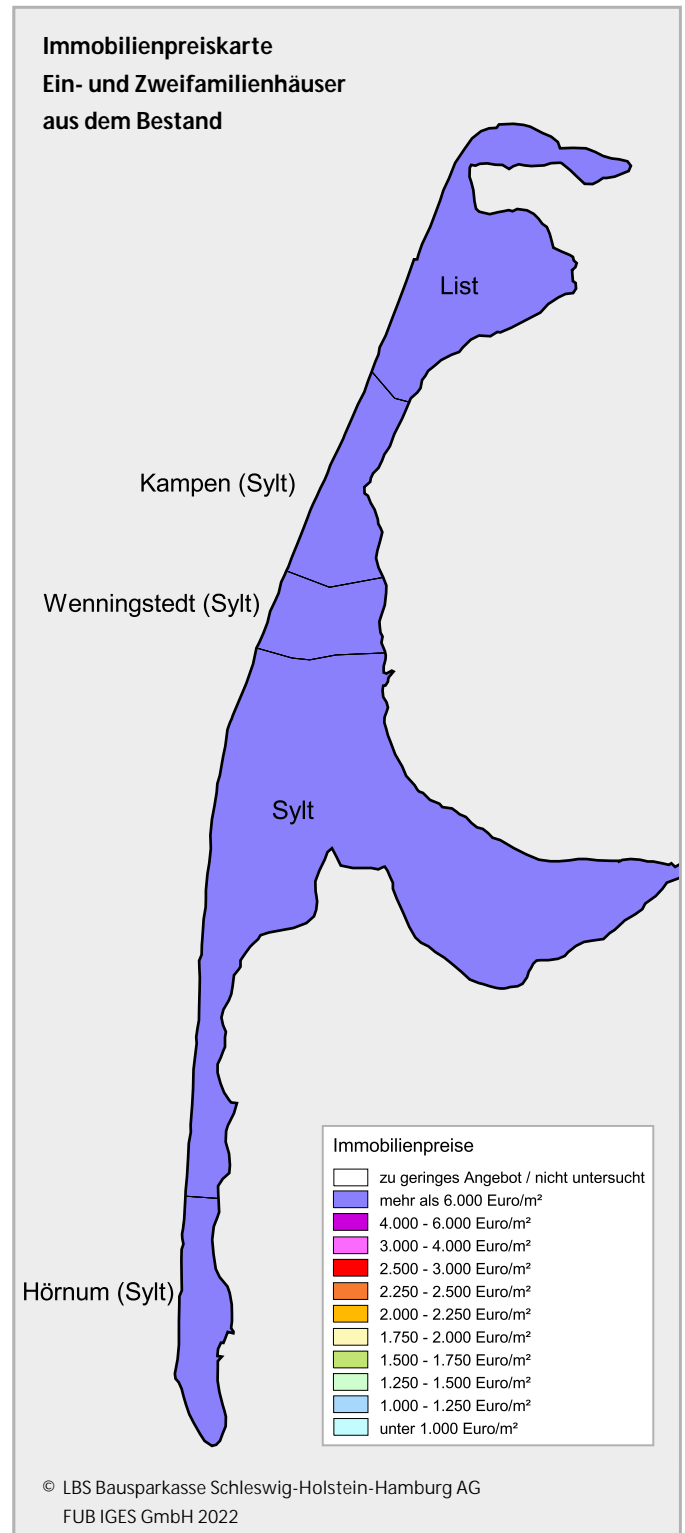 Immobilienpreiskarte
Ein- und Zweifamilienhäuser
aus dem Bestand
List
Kampen (Sylt)
Wenningstedt (Sylt)
Sylt
Hörnum (Sylt)
Immobilienpreise
zu geringes Angebot / nicht untersucht
mehr als 6.000 Euro/m²
4.000 - 6.000 Euro/m²
3.000 - 4.000 Euro/m²
2.500 - 3.000 Euro/m²
2.250 - 2.500 Euro/m²
2.000 - 2.250 Euro/m²
1.750 - 2.000 Euro/m²
1.500 - 1.750 Euro/m²
1.250 - 1.500 Euro/m²
1.000 - 1.250 Euro/m²
unter 1.000 Euro/m²
© LBS Bausparkasse Schleswig-Holstein-Hamburg AG
FUB IGES GmbH 2022